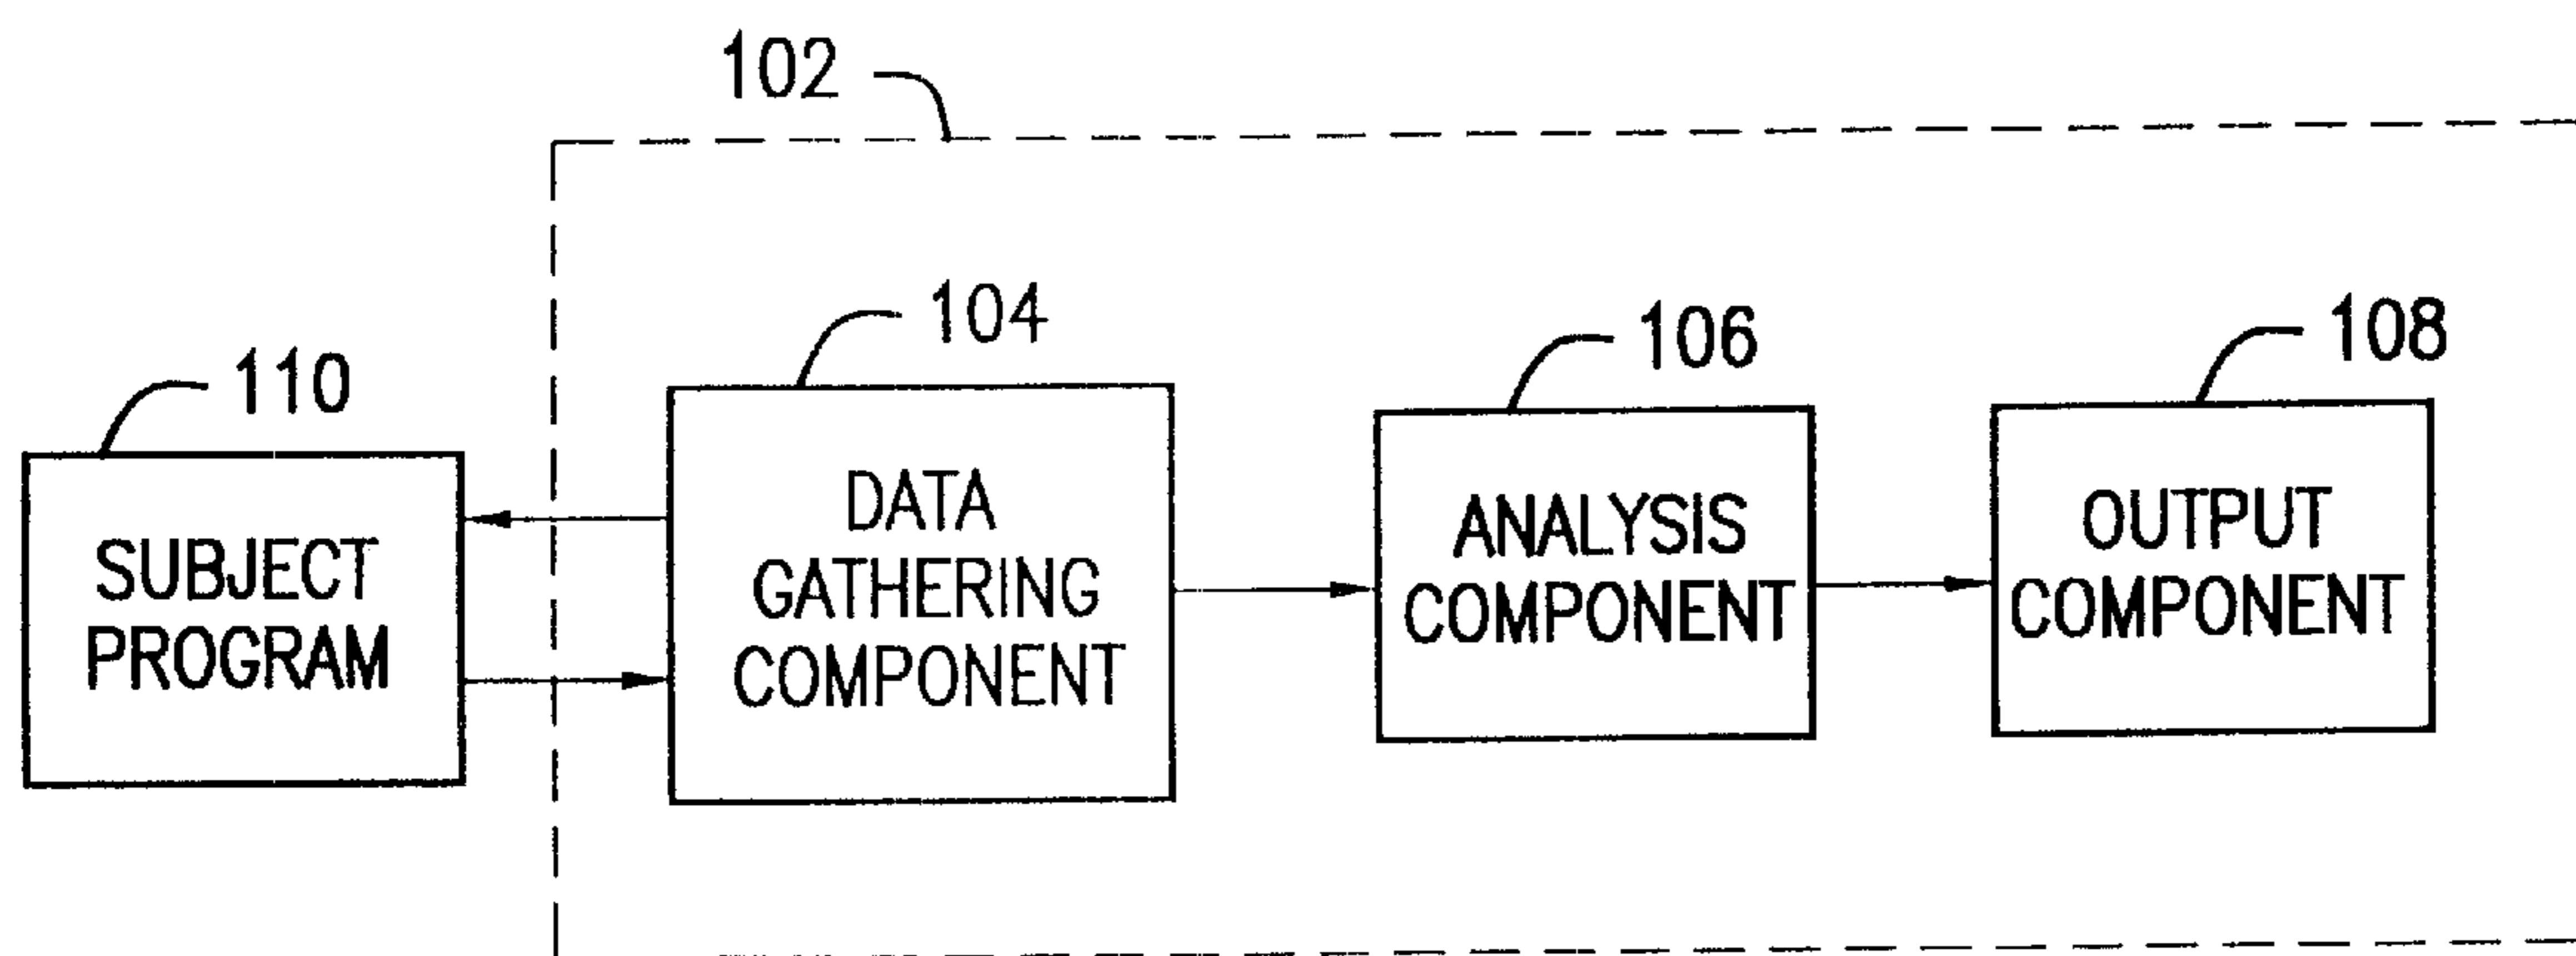 102
104
106
108
110
SUBJECT
PROGRAM
DATA
GATHERING
COMPONENT
ANALYSIS
COMPONENT
OUTPUT
COMPONENT